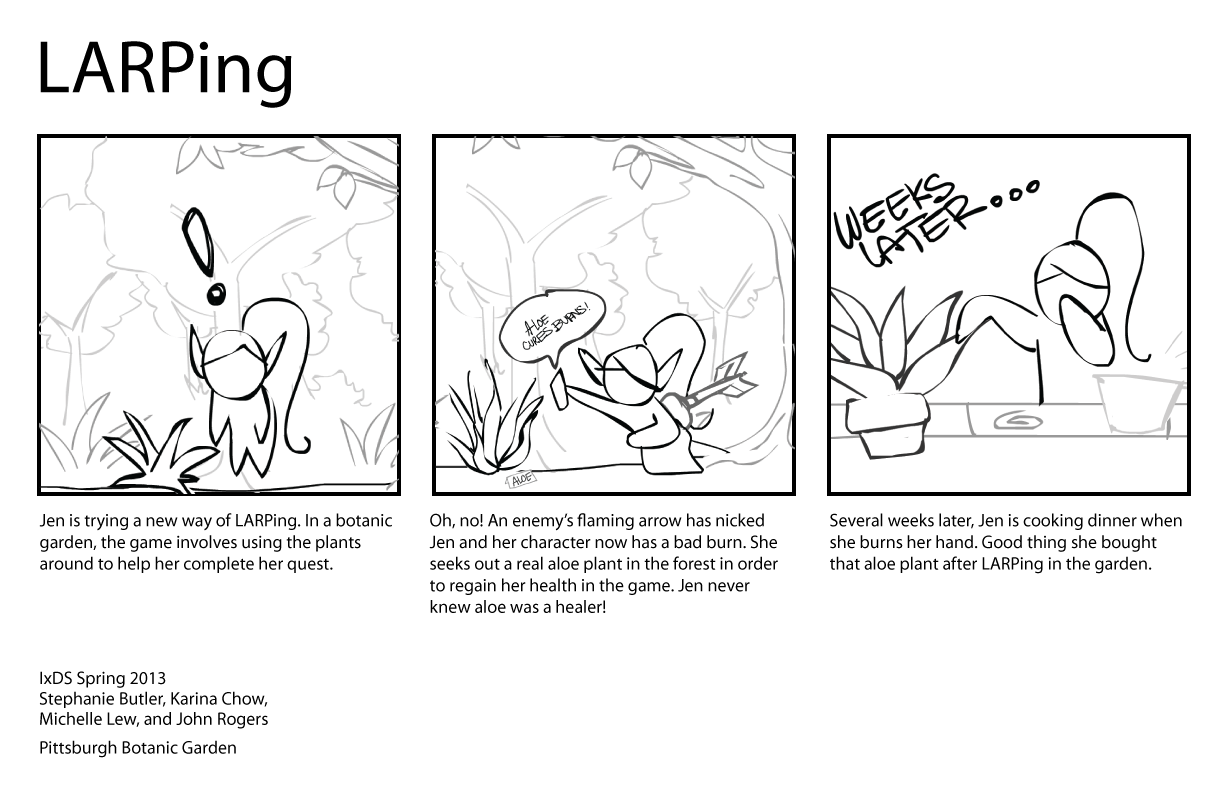 LARPing
ALOE
CURES BURNS!
ALOE
WEEKS
LATER...
Jen is trying a new way of LARPing. In a botanic
garden, the game involves using the plants
around to help her complete her quest.
Oh, no! An enemy’s flaming arrow has nicked
Jen and her character now has a bad burn. She
seeks out a real aloe plant in the forest in order
to regain her health in the game. Jen never
knew aloe was a healer!
Several weeks later, Jen is cooking dinner when
she burns her hand. Good thing she bought
that aloe plant after LARPing in the garden.
IxDS Spring 2013
Stephanie Butler, Karina Chow,
Michelle Lew, and John Rogers
Pittsburgh Botanic Garden